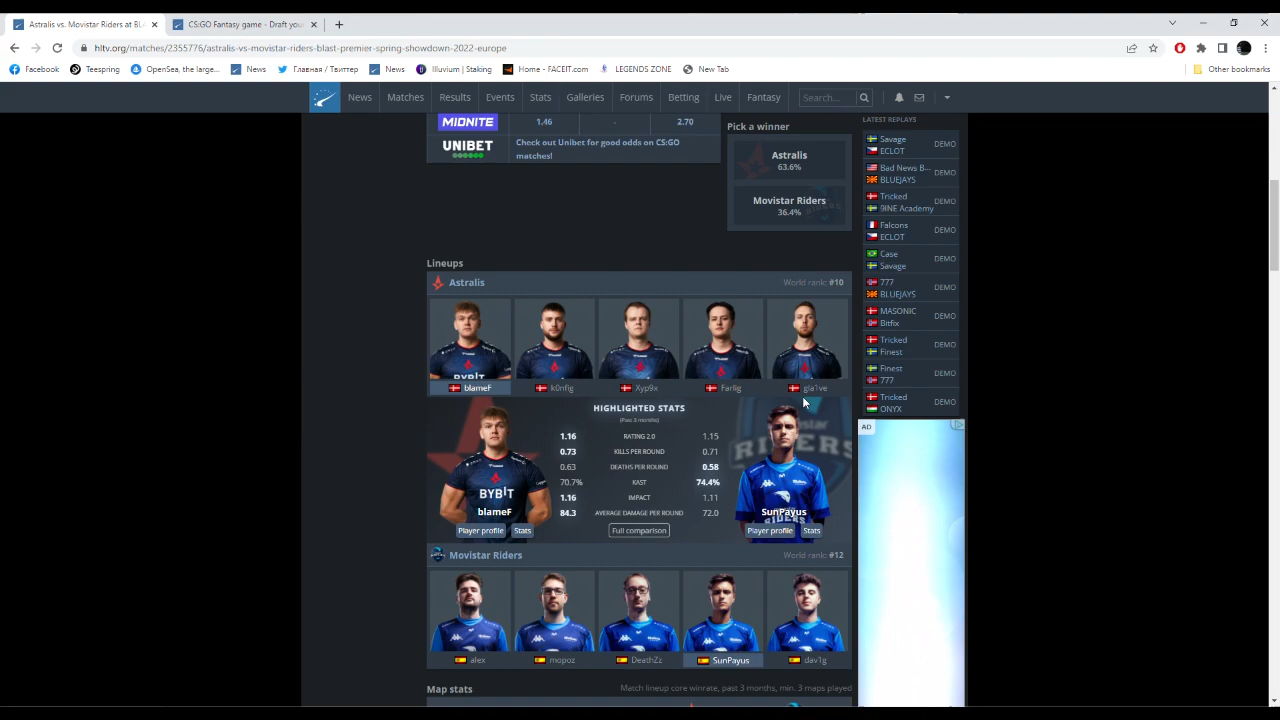 Astralis vs. Movistar Riders at BLA
CS:GO Fantasy game - Draft you
hltv.org/matches/2355776/astralis-vs-movistar-riders-blast-premier-spring-showdown-2022-europe
Facebook Teespring OpenSea, the large... News Главная / Твиттер News Illuvium | Staking Home - FACEIT.com LEGENDS ZONE New Tab Other bookmarks
News Matches Results Events Stats Galleries Forums Betting Live Fantasy Search...
MIDNITE 1.46 - 2.70
UNIBET Check out Unibet for good odds on CS:GO matches!
Pick a winner
Astralis
63.6%
Movistar Riders
36.4%
Lineups
Astralis World rank: #10
blameF k0nfig Xyp9x Farlig gla1ve
HIGHLIGHTED STATS
(Past 3 months)
1.16 RATING 2.0 1.15
0.73 KILLS PER ROUND 0.71
0.63 DEATHS PER ROUND 0.58
70.7% KAST 74.4%
1.16 IMPACT 1.11
84.3 AVERAGE DAMAGE PER ROUND 72.0
BYBIT
blameF SunPayus
Player profile Stats Full comparison Player profile Stats
Movistar Riders World rank: #12
alex mopoz DeathZz SunPayus dav1g
Map stats Match lineup core winrate, past 3 months, min. 3 maps played
LATEST REPLAYS
Savage
ECLOT DEMO
Bad News B...
BLUEJAYS DEMO
Tricked
9INE Academy DEMO
Falcons
ECLOT DEMO
Case
Savage DEMO
777
BLUEJAYS DEMO
MASONIC
Bitfix DEMO
Tricked
Finest DEMO
Finest
777 DEMO
Tricked
ONYX DEMO
AD